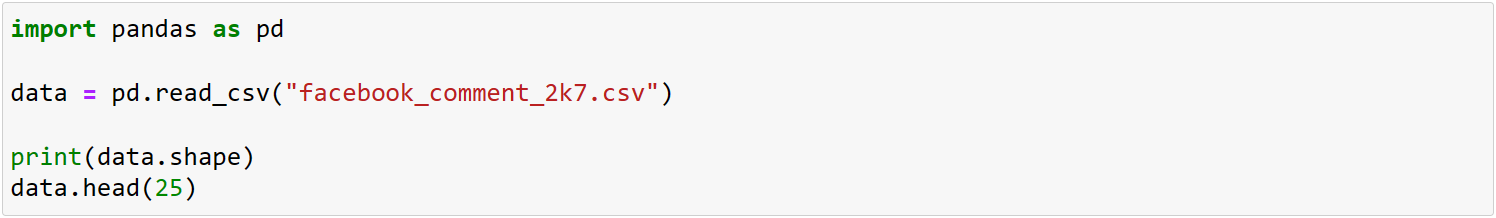 import pandas as pd
data = pd.read_csv("facebook_comment_2k7.csv")
print(data.shape)
data.head(25)